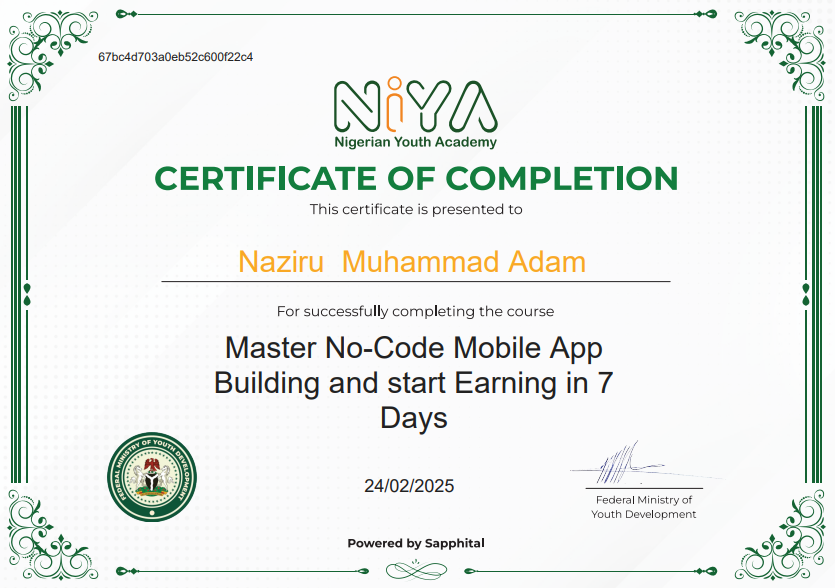 67bc4d703a0eb52c600f22c4
NiYA
Nigerian Youth Academy
CERTIFICATE OF COMPLETION
This certificate is presented to
Naziru Muhammad Adam
For successfully completing the course
Master No-Code Mobile App
Building and start Earning in 7
Days
FEDERAL MINISTRY OF YOUTH DEVELOPMENT
24/02/2025
Federal Ministry of
Youth Development
Powered by Sapphital